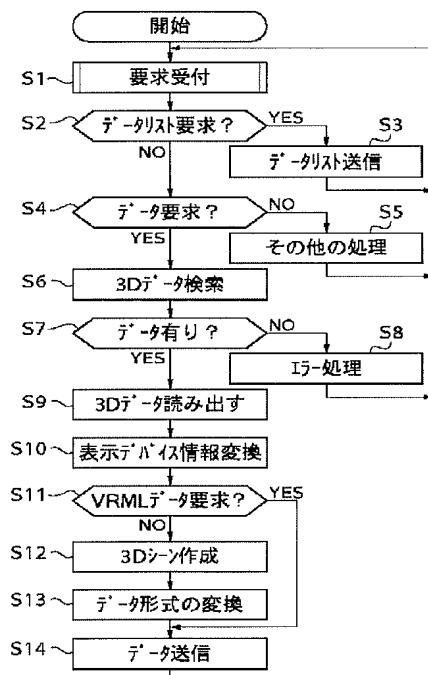 開始
S1 要求受付
S2 データリスト要求？ YES
S3
NO データリスト送信
S4 データ要求？ NO
S5
YES その他の処理
S6 3Dデータ検索
S7 データ有り？ NO
S8
YES エラー処理
S9 3Dデータ読み出す
S10 表示デバイス情報変換
S11 VRMLデータ要求？ YES
NO
S12 3Dシーン作成
S13 データ形式の変換
S14 データ送信